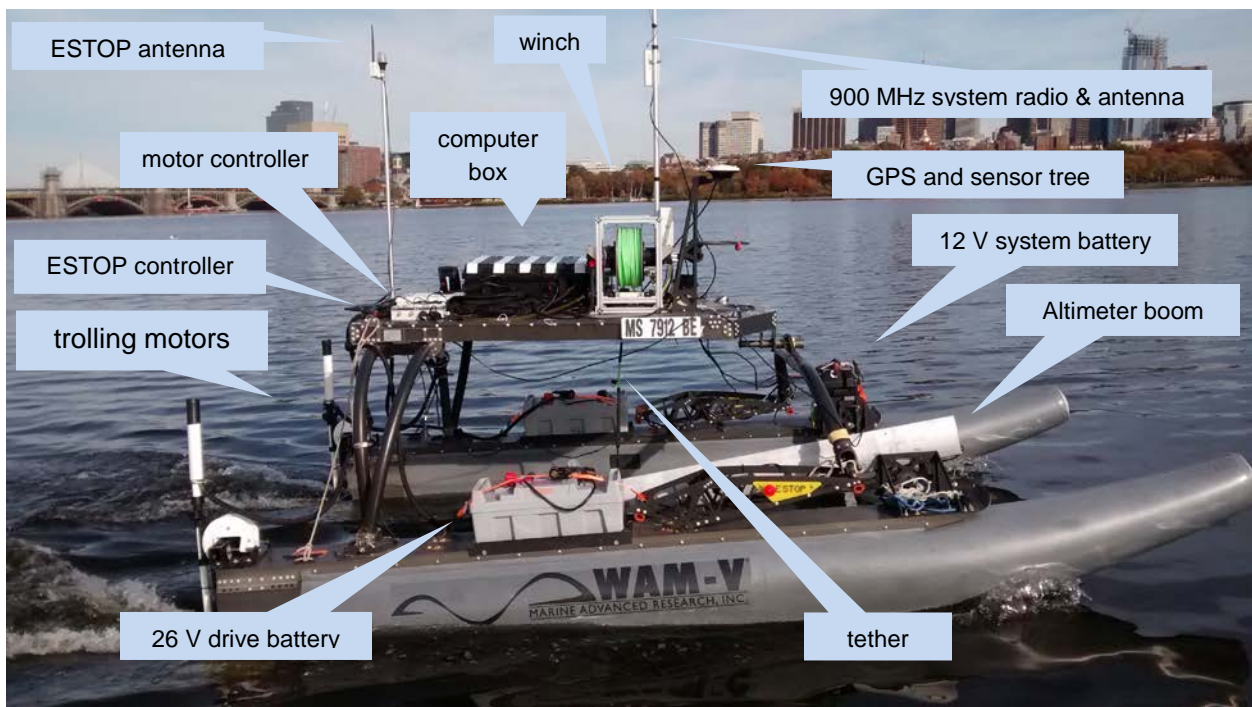 ESTOP antenna
winch
900 MHz system radio & antenna
motor controller
computer
box
GPS and sensor tree
12 V system battery
ESTOP controller
Altimeter boom
trolling motors
MS 7912 BE
ESTOP
WAM-V
MARINE ADVANCED RESEARCH, INC.
26 V drive battery
tether